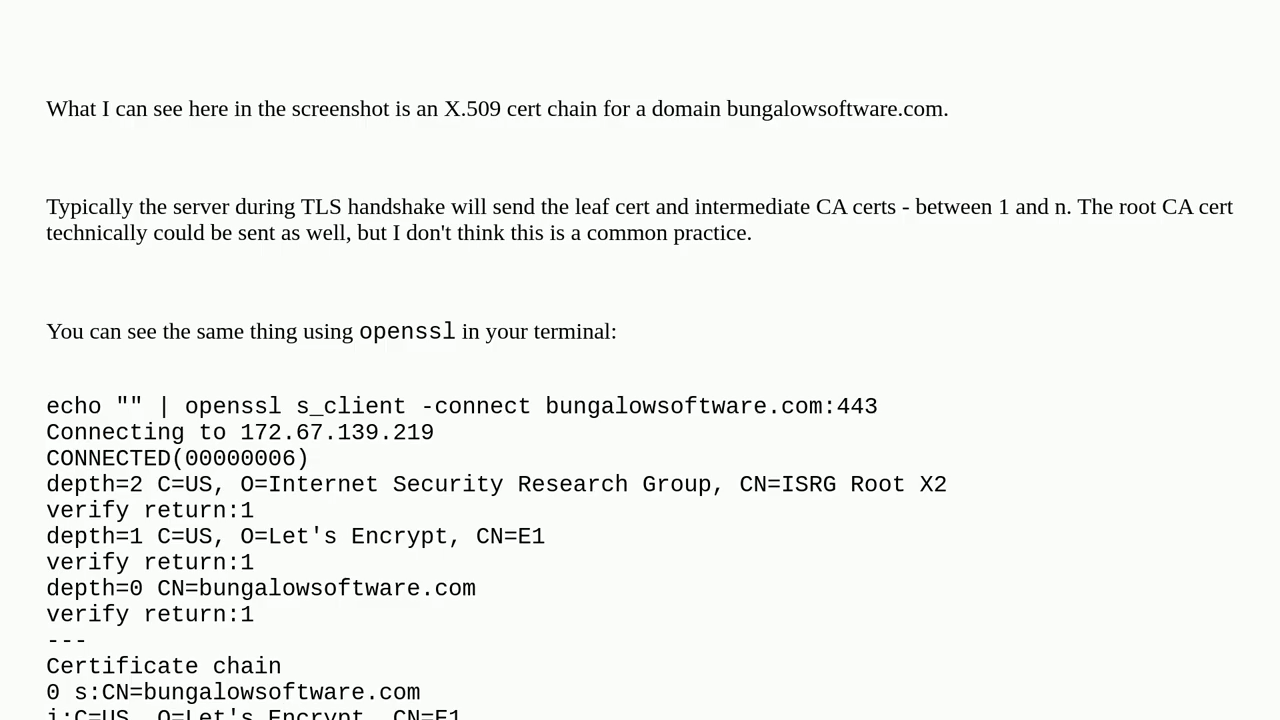 What I can see here in the screenshot is an X.509 cert chain for a domain bungalowsoftware.com.
Typically the server during TLS handshake will send the leaf cert and intermediate CA certs - between 1 and n. The root CA cert
technically could be sent as well, but I don't think this is a common practice.
You can see the same thing using openssl in your terminal:
echo "" | openssl s_client -connect bungalowsoftware.com:443
Connecting to 172.67.139.219
CONNECTED(00000006)
depth=2 C=US, O=Internet Security Research Group, CN=ISRG Root X2
verify return:1
depth=1 C=US, O=Let's Encrypt, CN=E1
verify return:1
depth=0 CN=bungalowsoftware.com
verify return:1
---
Certificate chain
0 s:CN=bungalowsoftware.com
i:C=US, O=Let's Encrypt, CN=E1